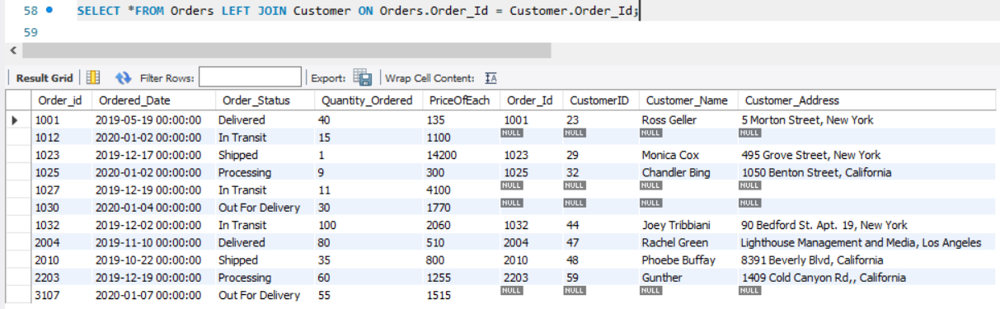 58 SELECT *FROM Orders LEFT JOIN Customer ON Orders.Order_Id = Customer.Order_Id;
59
Result Grid Filter Rows: Export: Wrap Cell Content: IA
Order_id Ordered_Date Order_Status Quantity_Ordered PriceOfEach Order_Id CustomerID Customer_Name Customer_Address
1001 2019-05-19 00:00:00 Delivered 40 135 1001 23 Ross Geller 5 Morton Street, New York
1012 2020-01-02 00:00:00 In Transit 15 1100 NULL NULL NULL NULL
1023 2019-12-17 00:00:00 Shipped 1 14200 1023 29 Monica Cox 495 Grove Street, New York
1025 2020-01-02 00:00:00 Processing 9 300 1025 32 Chandler Bing 1050 Benton Street, California
1027 2019-12-19 00:00:00 In Transit 11 4100 NULL NULL NULL NULL
1030 2020-01-04 00:00:00 Out For Delivery 30 1770 NULL NULL NULL NULL
1032 2019-12-02 00:00:00 In Transit 100 2060 1032 44 Joey Tribbiani 90 Bedford St. Apt. 19, New York
2004 2019-11-10 00:00:00 Delivered 80 510 2004 47 Rachel Green Lighthouse Management and Media, Los Angeles
2010 2019-10-22 00:00:00 Shipped 35 800 2010 48 Phoebe Buffay 8391 Beverly Blvd, California
2203 2019-12-19 00:00:00 Processing 60 1255 2203 59 Gunther 1409 Cold Canyon Rd,, California
3107 2020-01-07 00:00:00 Out For Delivery 55 1515 NULL NULL NULL NULL